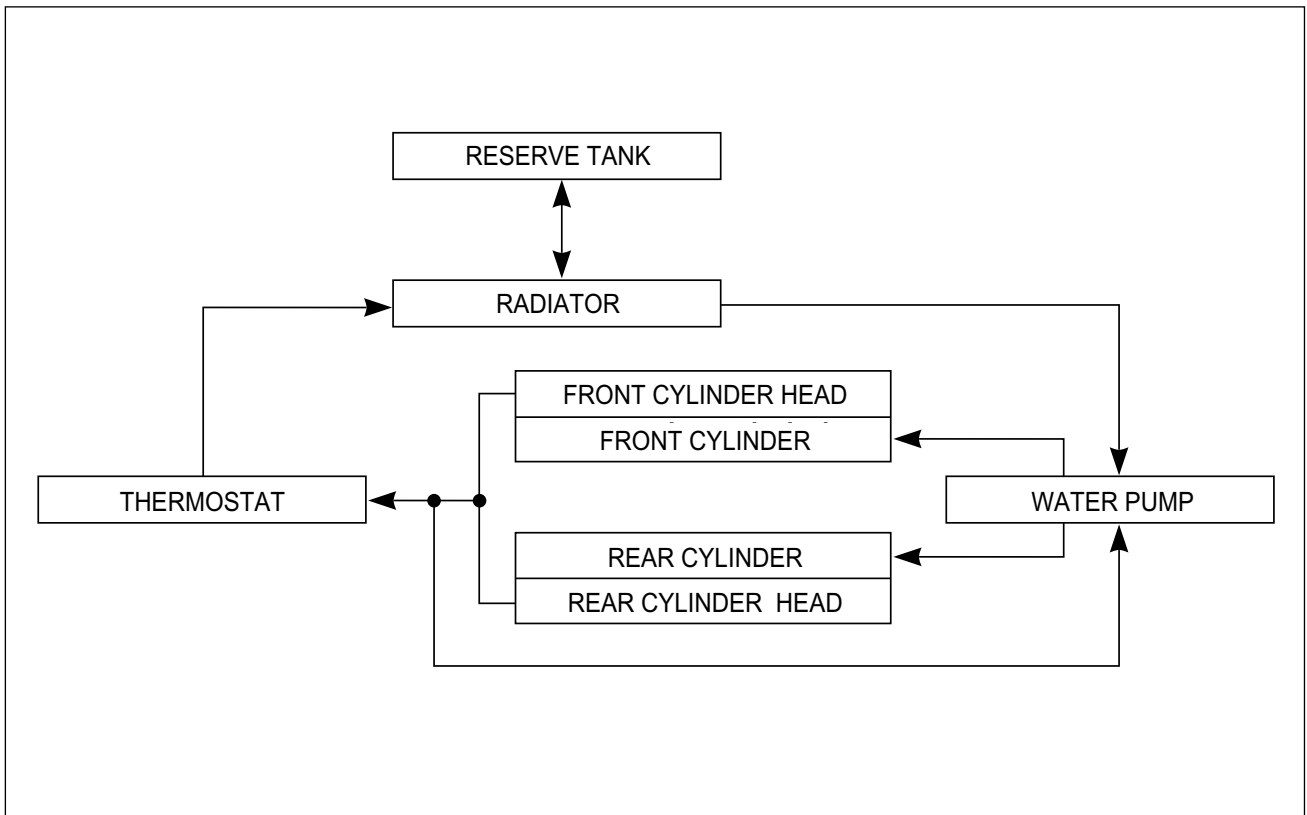 RESERVE TANK
RADIATOR
FRONT CYLINDER HEAD
FRONT CYLINDER
THERMOSTAT
WATER PUMP
REAR CYLINDER
REAR CYLINDER HEAD